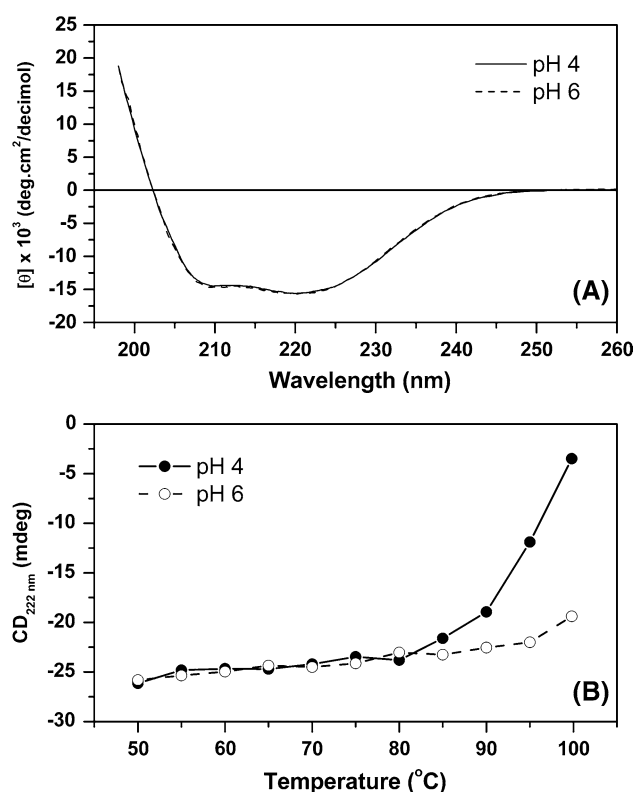 25
20
15
10
5
0
-5
-10
-15
-20
[θ] x 10³ (deg.cm²/decimol)
pH 4
pH 6
(A)
200 210 220 230 240 250 260
Wavelength (nm)
0
-5
-10
-15
-20
-25
-30
CD222 nm (mdeg)
pH 4
pH 6
(B)
50 60 70 80 90 100
Temperature (°C)